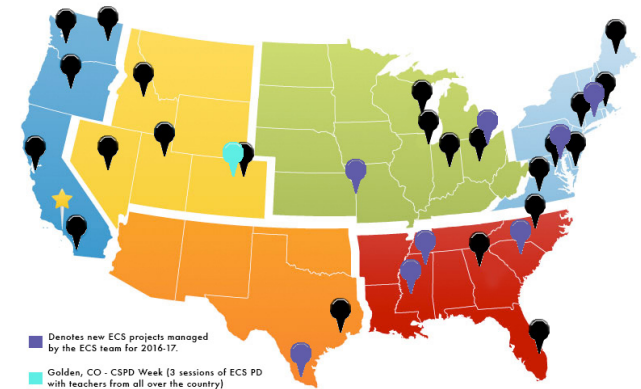 Denotes new ECS projects managed
by the ECS team for 2016-17.
Golden, CO - CSPD Week (3 sessions of ECS PD
with teachers from all over the country)